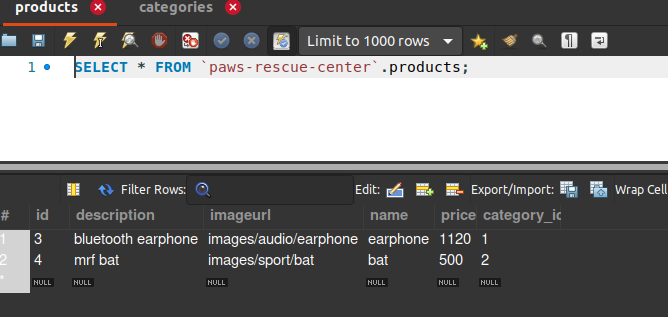 products categories
Limit to 1000 rows
1 SELECT * FROM `paws-rescue-center`.products;
Filter Rows: Edit: Export/Import: Wrap Cell
# id description imageurl name price category_ic
1 3 bluetooth earphone images/audio/earphone earphone 1120 1
2 4 mrf bat images/sport/bat bat 500 2
* NULL NULL NULL NULL NULL NULL